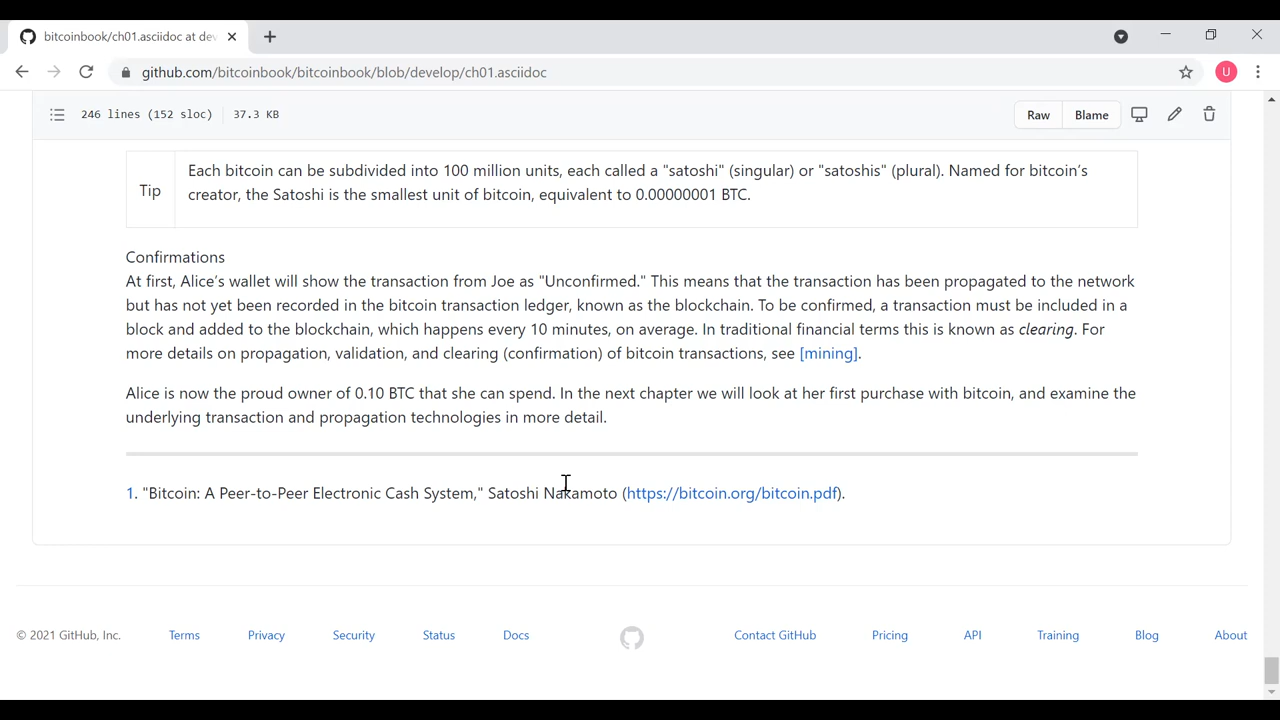 bitcoinbook/ch01.asciidoc at dev
github.com/bitcoinbook/bitcoinbook/blob/develop/ch01.asciidoc
U
246 lines (152 sloc) 37.3 KB
Raw Blame
Tip
Each bitcoin can be subdivided into 100 million units, each called a "satoshi" (singular) or "satoshis" (plural). Named for bitcoin's
creator, the Satoshi is the smallest unit of bitcoin, equivalent to 0.00000001 BTC.
Confirmations
At first, Alice's wallet will show the transaction from Joe as "Unconfirmed." This means that the transaction has been propagated to the network
but has not yet been recorded in the bitcoin transaction ledger, known as the blockchain. To be confirmed, a transaction must be included in a
block and added to the blockchain, which happens every 10 minutes, on average. In traditional financial terms this is known as clearing. For
more details on propagation, validation, and clearing (confirmation) of bitcoin transactions, see [mining].
Alice is now the proud owner of 0.10 BTC that she can spend. In the next chapter we will look at her first purchase with bitcoin, and examine the
underlying transaction and propagation technologies in more detail.
1. "Bitcoin: A Peer-to-Peer Electronic Cash System," Satoshi Nakamoto (https://bitcoin.org/bitcoin.pdf).
© 2021 GitHub, Inc. Terms Privacy Security Status Docs Contact GitHub Pricing API Training Blog About